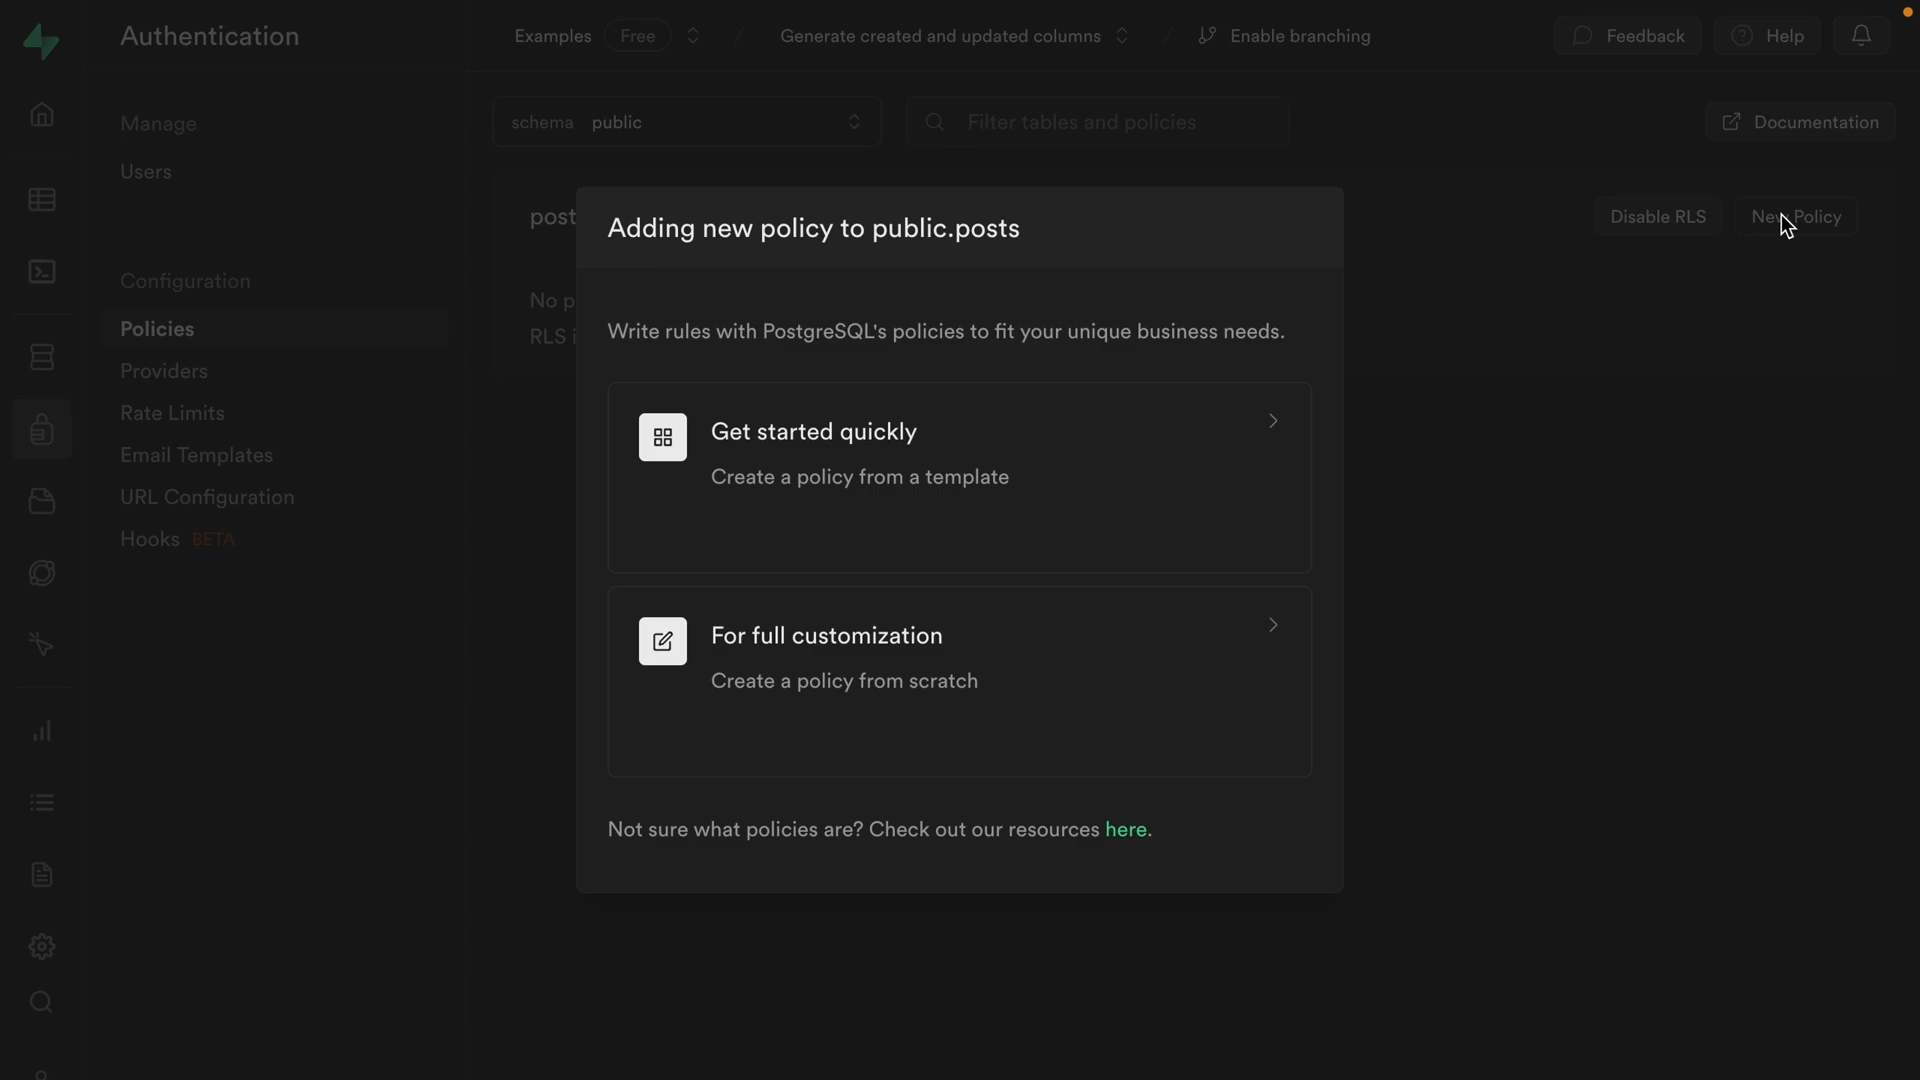 Authentication
Examples Free / Generate created and updated columns / Enable branching
Feedback Help
Manage
Users
Configuration
Policies
Providers
Rate Limits
Email Templates
URL Configuration
Hooks BETA
schema public
Filter tables and policies
Documentation
post
Disable RLS New Policy
No p
RLS i
Adding new policy to public.posts
Write rules with PostgreSQL's policies to fit your unique business needs.
Get started quickly
Create a policy from a template
For full customization
Create a policy from scratch
Not sure what policies are? Check out our resources here.